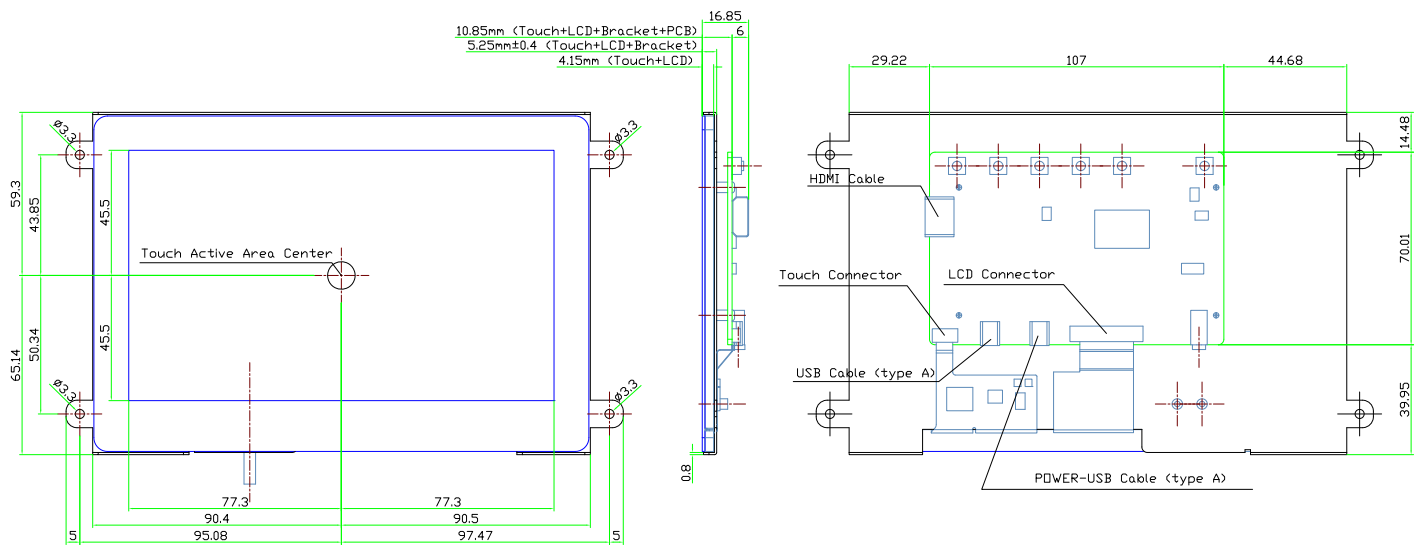 16.85
10.85mm (Touch+LCD+Bracket+PCB)
6
5.25mm±0.4 (Touch+LCD+Bracket)
4.15mm (Touch+LCD)
29.22
107
44.68
ø3.3
ø3.3
14.48
59.3
43.85
45.5
HDMI Cable
70.01
Touch Active Area Center
Touch Connector
LCD Connector
65.14
50.34
45.5
ø3.3
ø3.3
USB Cable (type A)
39.95
0.8
POWER-USB Cable (type A)
77.3
77.3
90.4
90.5
5
95.08
97.47
5